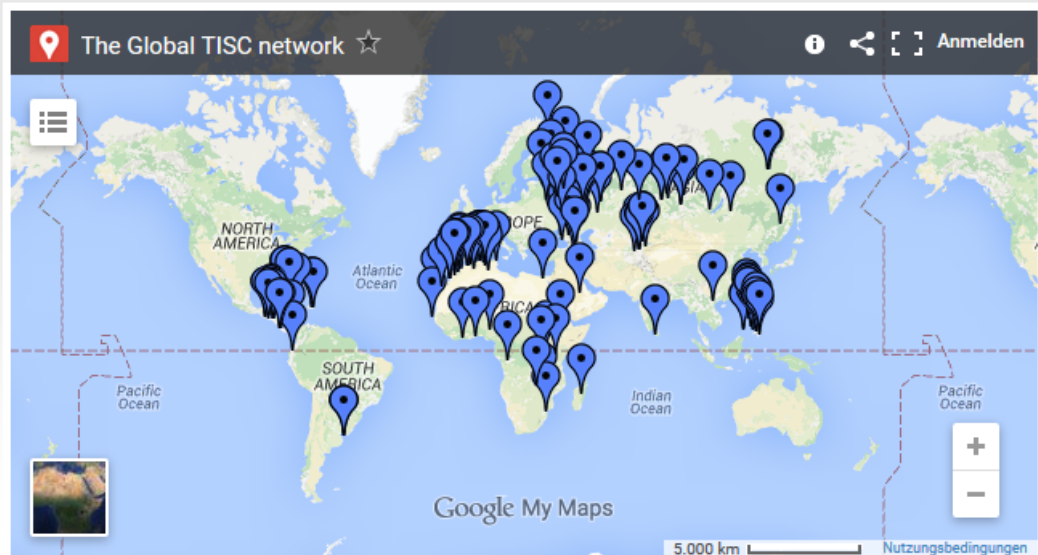 The Global TISC network
Anmelden
NORTH
AMERICA
Atlantic
Ocean
SOUTH
AMERICA
Pacific
Ocean
Indian
Ocean
Pacific
Ocean
Google My Maps
5.000 km
Nutzungsbedingungen